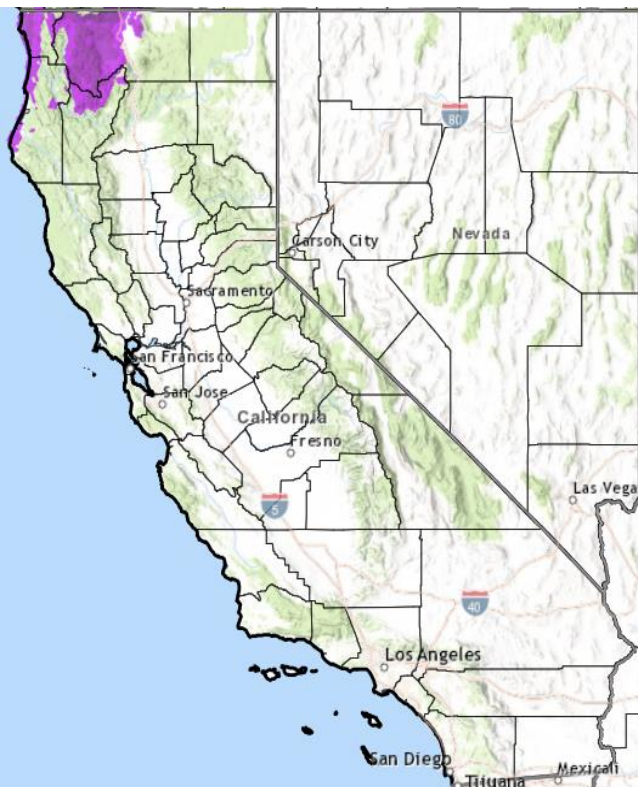 80
Carson City
Nevada
Sacramento
San Francisco
San Jose
California
Fresno
5
Las Vega
40
Los Angeles
San Diego
Tijuana
Mexicali